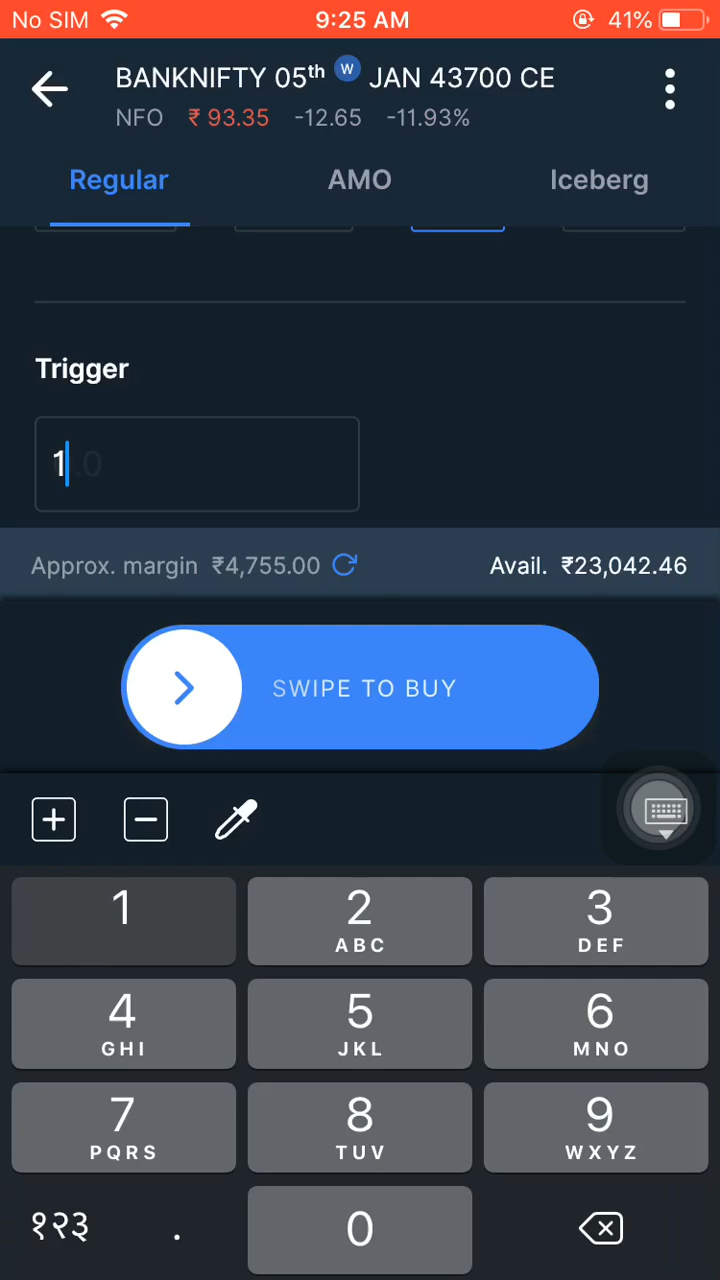 No SIM 9:25 AM 41%
BANKNIFTY 05th W JAN 43700 CE
NFO ₹ 93.35 -12.65 -11.93%
Regular AMO Iceberg
Trigger
1 .0
Approx. margin ₹4,755.00 Avail. ₹23,042.46
SWIPE TO BUY
1 2 3
ABC DEF
4 5 6
GHI JKL MNO
7 8 9
PQRS TUV WXYZ
१२३ . 0